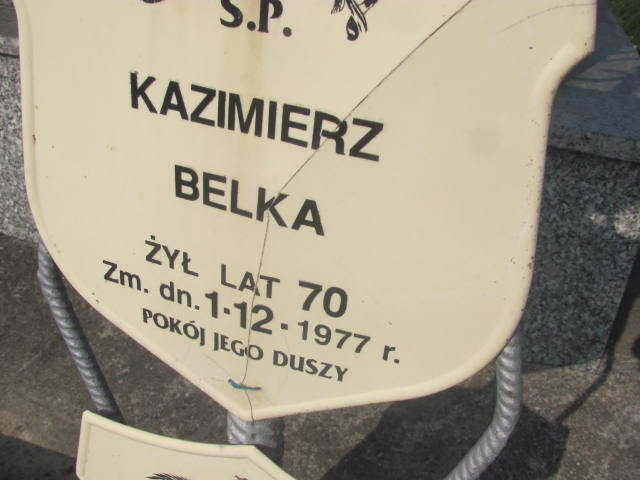 Ś.P.
KAZIMIERZ
BELKA
ŻYŁ LAT 70
Zm. dn. 1-12-1977 r.
POKÓJ JEGO DUSZY